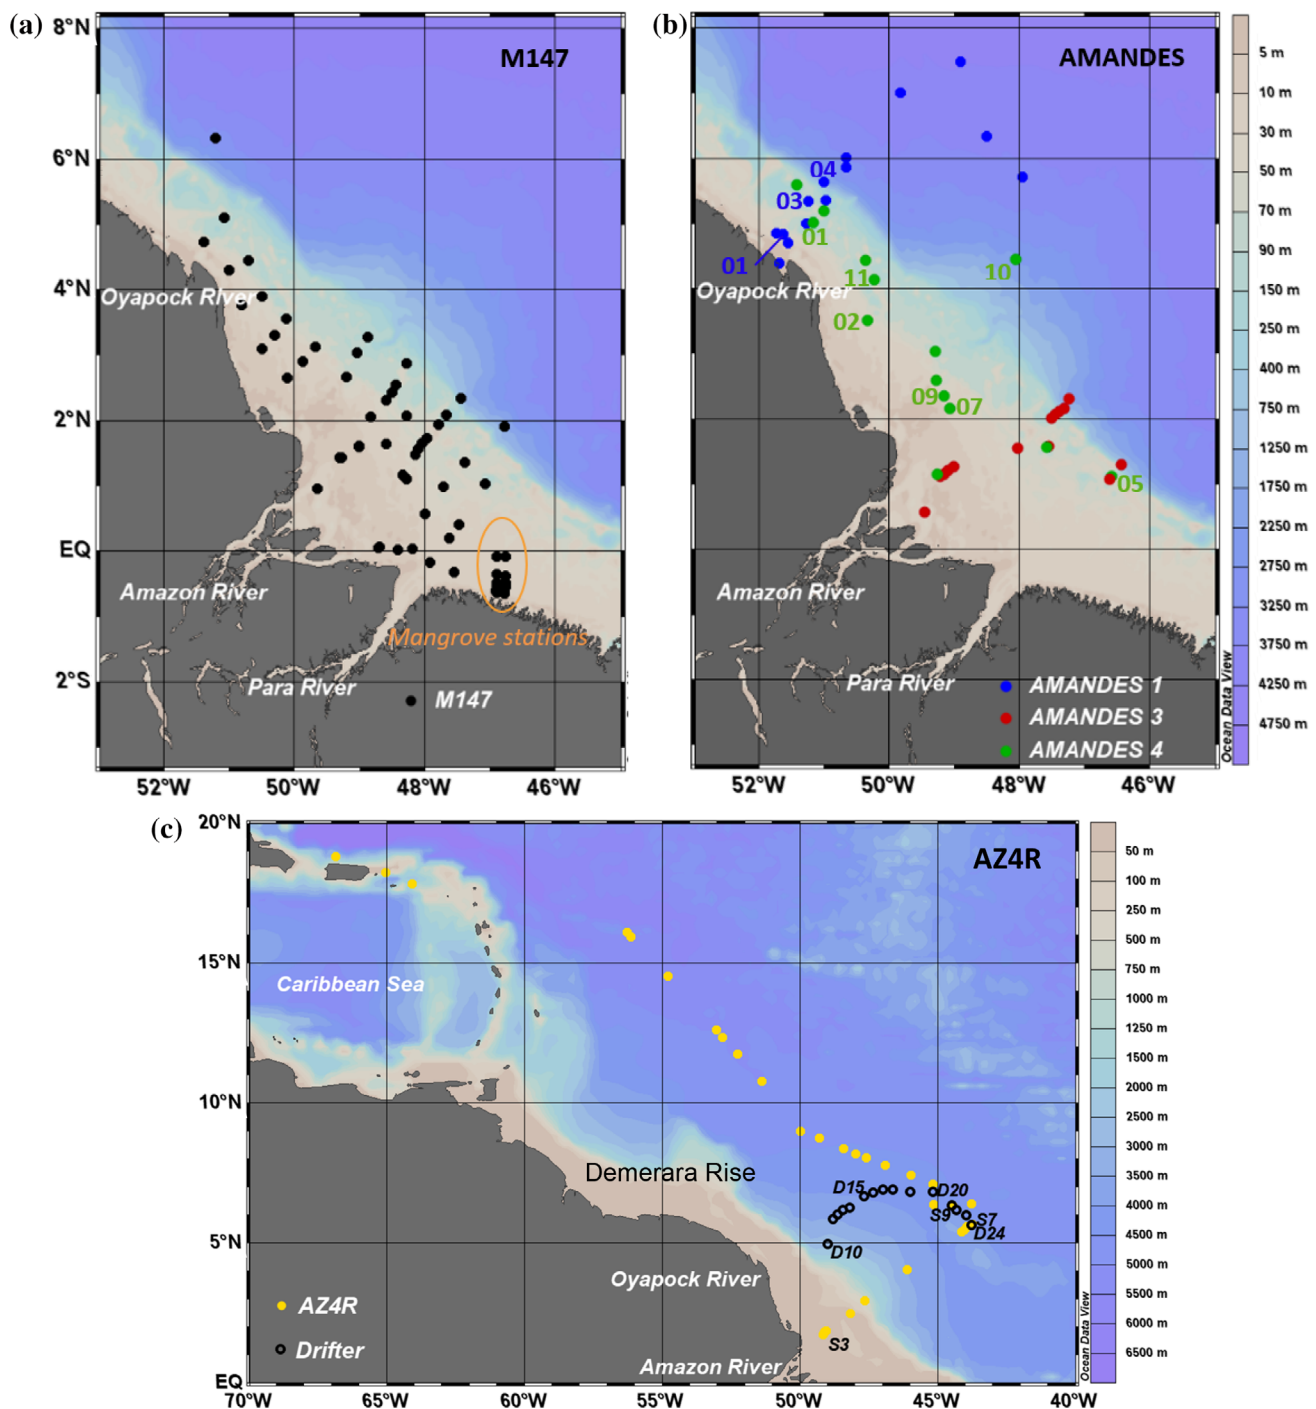 (a)
M147
8°N
6°N
4°N
2°N
EQ
2°S
Oyapock River
Amazon River
Mangrove stations
Para River
M147
52°W
50°W
48°W
46°W
(b)
AMANDES
04
03
01
01
11
10
02
09
07
05
Oyapock River
Amazon River
Para River
AMANDES 1
AMANDES 3
AMANDES 4
52°W
50°W
48°W
46°W
Ocean Data View
5 m
10 m
30 m
50 m
70 m
90 m
150 m
250 m
400 m
750 m
1250 m
1750 m
2250 m
2750 m
3250 m
3750 m
4250 m
4750 m
(c)
AZ4R
20°N
15°N
10°N
5°N
EQ
Caribbean Sea
Demerara Rise
D15
D20
S9
S7
D24
D10
Oyapock River
S3
Amazon River
AZ4R
Drifter
70°W
65°W
60°W
55°W
50°W
45°W
40°W
Ocean Data View
50 m
100 m
250 m
500 m
750 m
1000 m
1250 m
1500 m
2000 m
2500 m
3000 m
3500 m
4000 m
4500 m
5000 m
5500 m
6000 m
6500 m